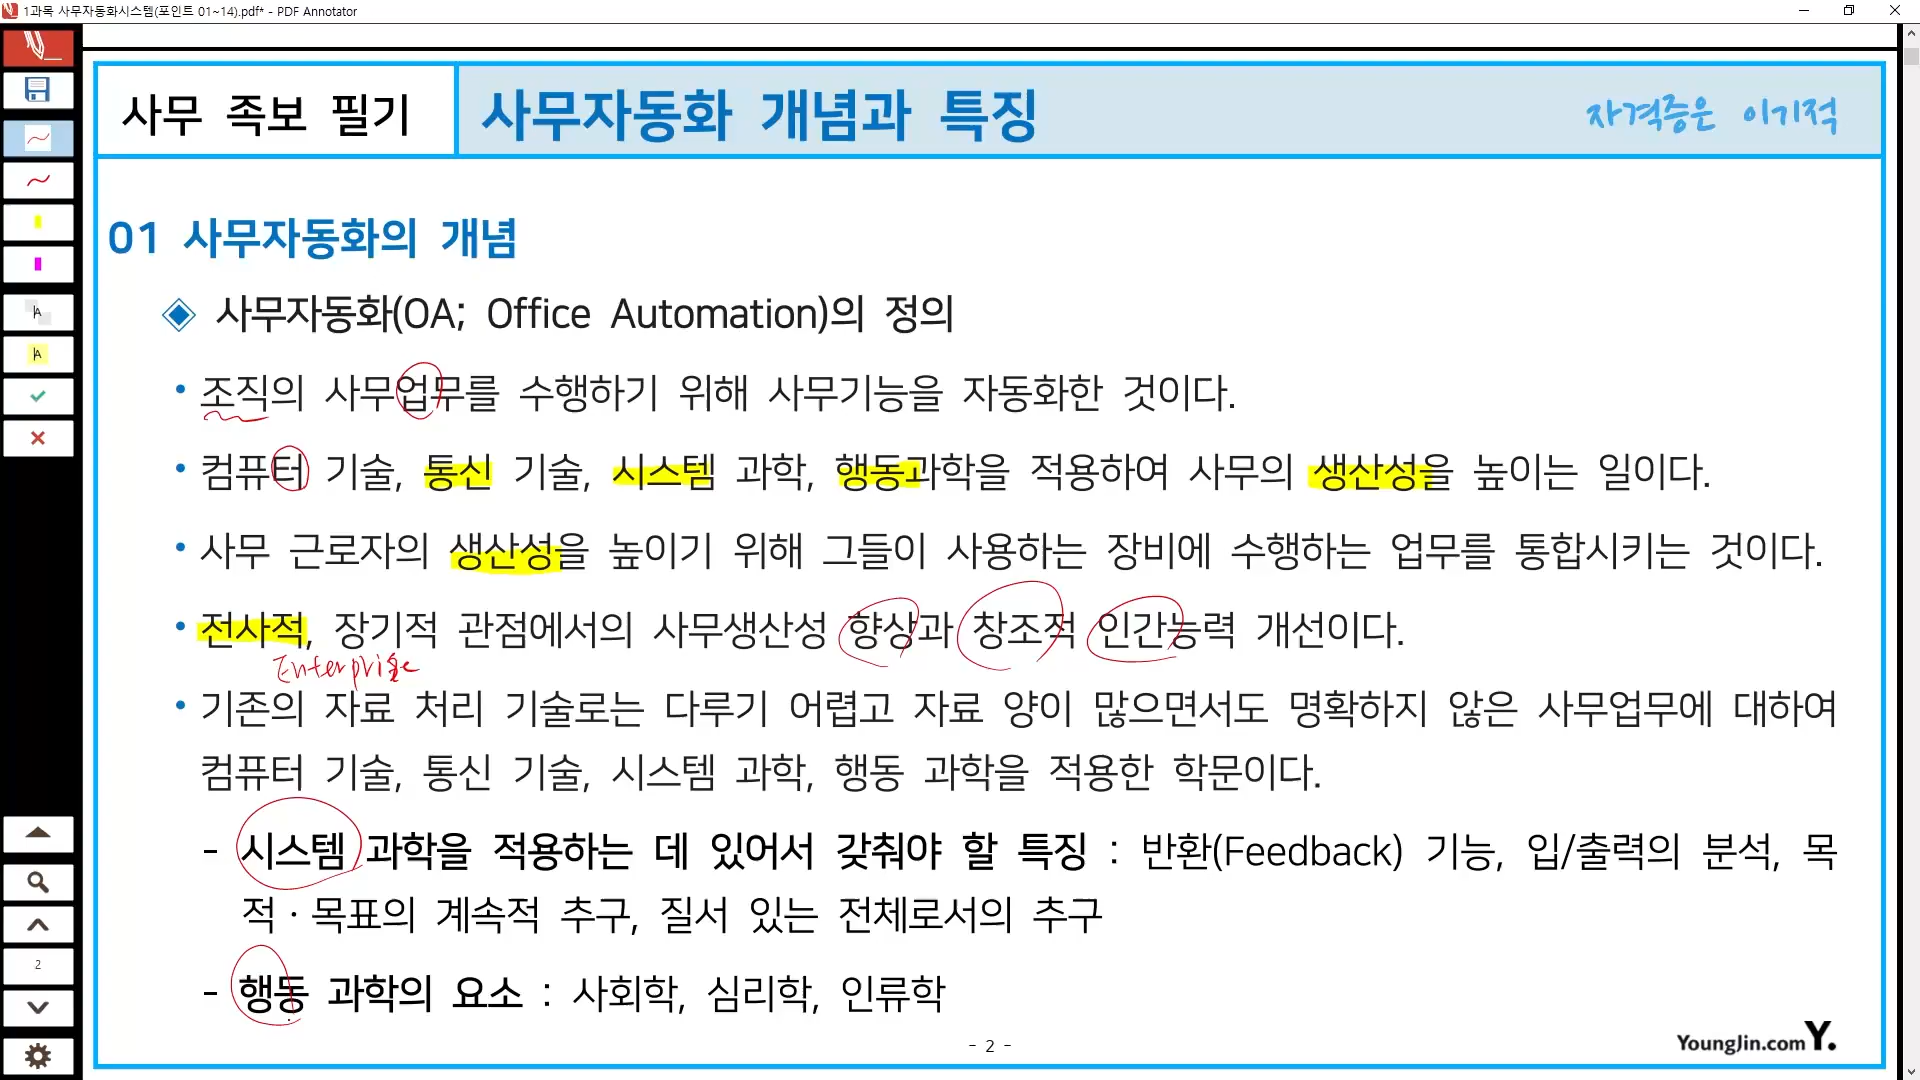 1과목 사무자동화시스템(포인트 01~14).pdf* - PDF Annotator
사무 족보 필기
사무자동화 개념과 특징
자격증은 이기적
01 사무자동화의 개념
사무자동화(OA; Office Automation)의 정의
• 조직의 사무업무를 수행하기 위해 사무기능을 자동화한 것이다.
• 컴퓨터 기술, 통신 기술, 시스템 과학, 행동과학을 적용하여 사무의 생산성을 높이는 일이다.
• 사무 근로자의 생산성을 높이기 위해 그들이 사용하는 장비에 수행하는 업무를 통합시키는 것이다.
• 전사적, 장기적 관점에서의 사무생산성 향상과 창조적 인간능력 개선이다.
Enterprise
• 기존의 자료 처리 기술로는 다루기 어렵고 자료 양이 많으면서도 명확하지 않은 사무업무에 대하여
컴퓨터 기술, 통신 기술, 시스템 과학, 행동 과학을 적용한 학문이다.
- 시스템 과학을 적용하는 데 있어서 갖춰야 할 특징 : 반환(Feedback) 기능, 입/출력의 분석, 목
적 · 목표의 계속적 추구, 질서 있는 전체로서의 추구
- 행동 과학의 요소 : 사회학, 심리학, 인류학
2
- 2 -
YoungJin.com Y.